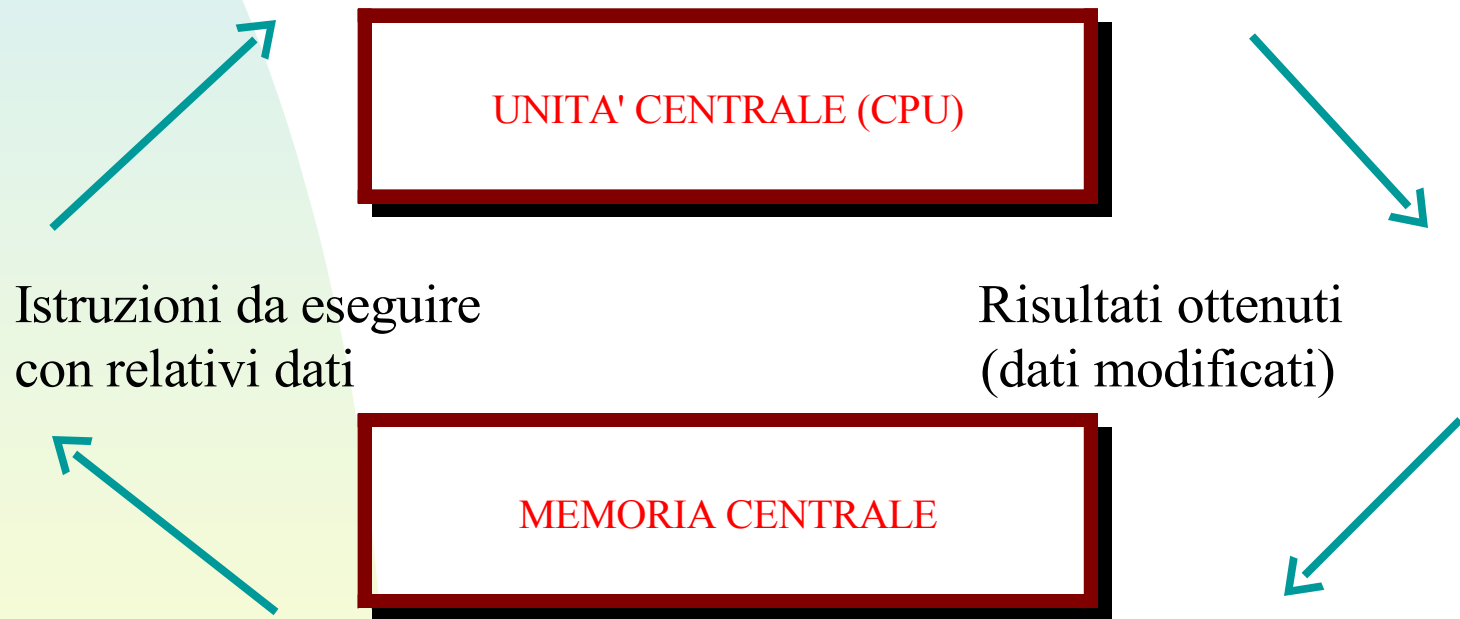 UNITA' CENTRALE (CPU)
Istruzioni da eseguire
con relativi dati
Risultati ottenuti
(dati modificati)
MEMORIA CENTRALE